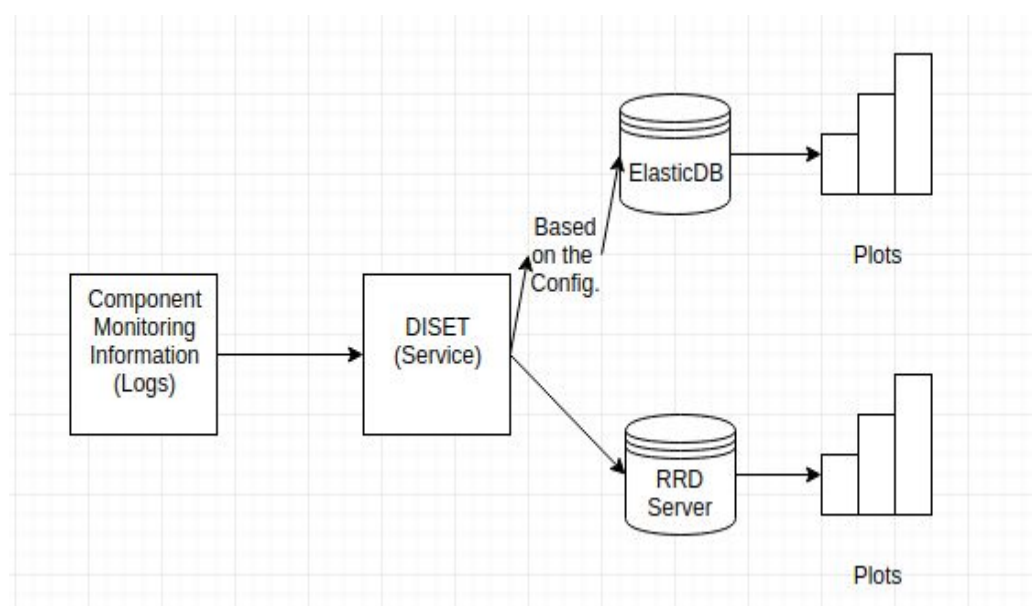 Component
Monitoring
Information
(Logs)
DISET
(Service)
Based
on the
Config.
ElasticDB
Plots
RRD
Server
Plots